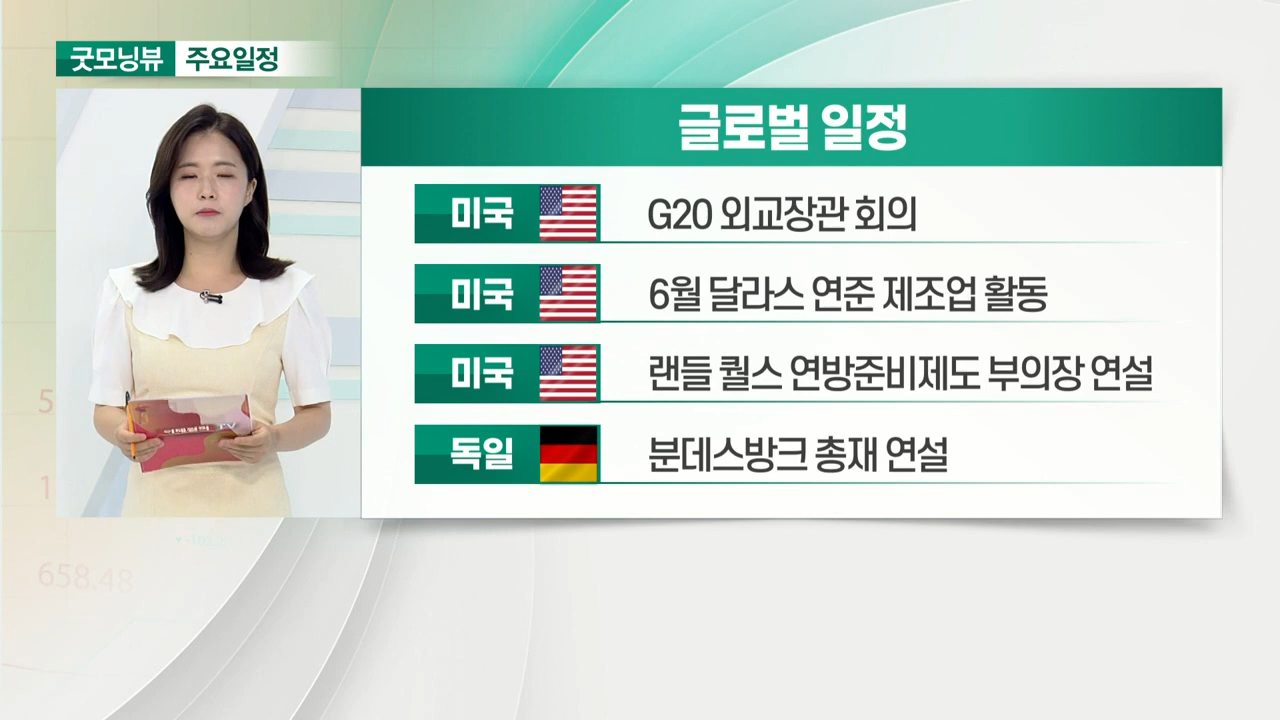 굿모닝뷰 주요일정
글로벌 일정
미국 G20 외교장관 회의
미국 6월 달라스 연준 제조업 활동
미국 랜들 퀄스 연방준비제도 부의장 연설
독일 분데스방크 총재 연설
658.48